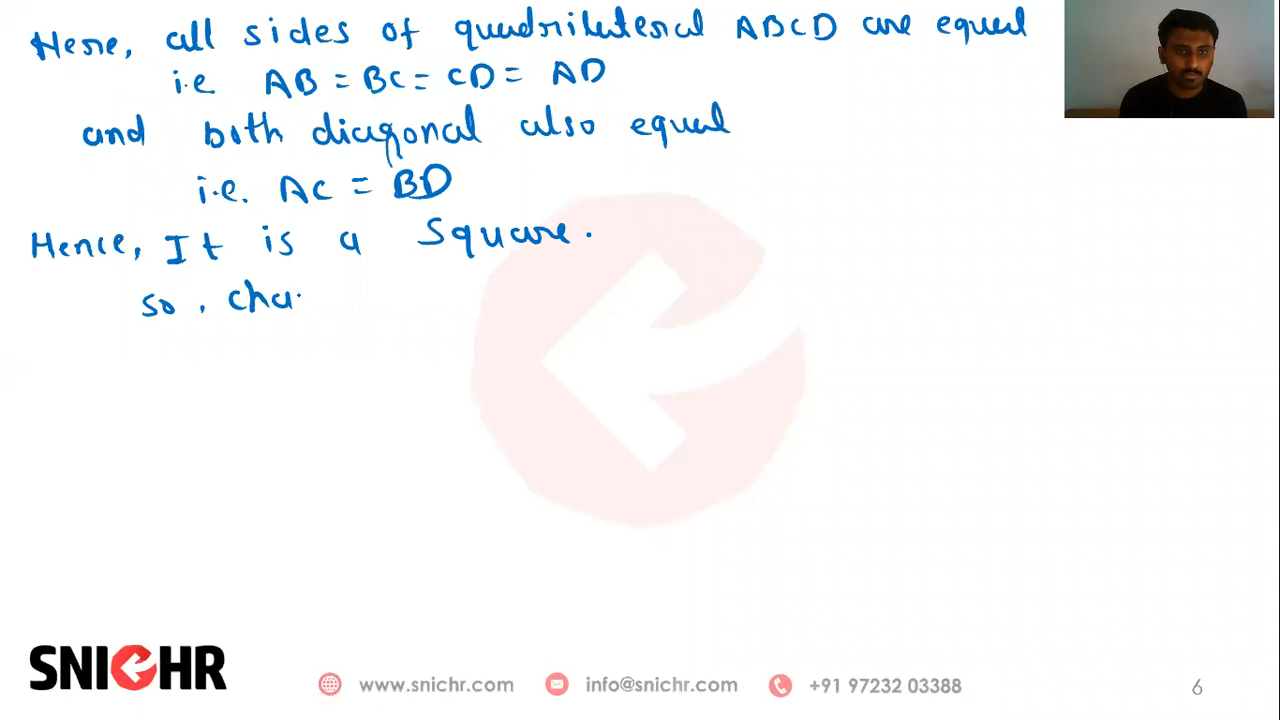 Here, all sides of quadrilateral ABCD are equal
i.e AB = BC = CD = AD
and both diagonal also equal
i.e. AC = BD
Hence, It is a Square.
so, cha
SNICHR
www.snichr.com info@snichr.com +91 97232 03388 6